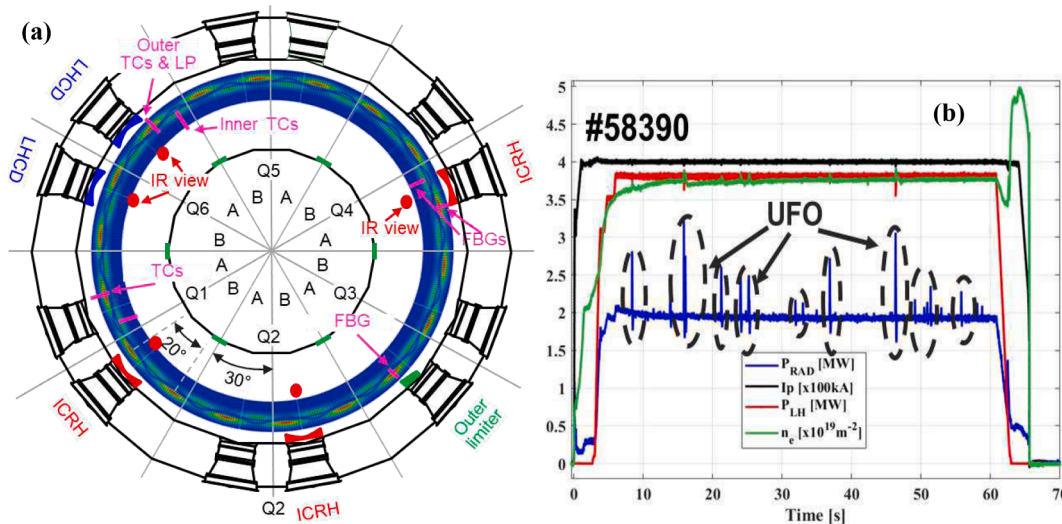 (a)
Outer
TCs & LP
LHCD
LHCD
Inner TCs
IR view
ICRH
IR view
FBGs
Q5
B A
Q6 A B Q4
B A
A B
Q1 B A Q3
A B
Q2
TCs
20°
30°
FBG
ICRH
Outer
limiter
Q2 ICRH
(b)
#58390
UFO
P_RAD [MW]
Ip [x100kA]
P_LH [MW]
n_e [x10^19m^-2]
5
4.5
4
3.5
3
2.5
2
1.5
1
0.5
0
0 10 20 30 40 50 60 70
Time [s]